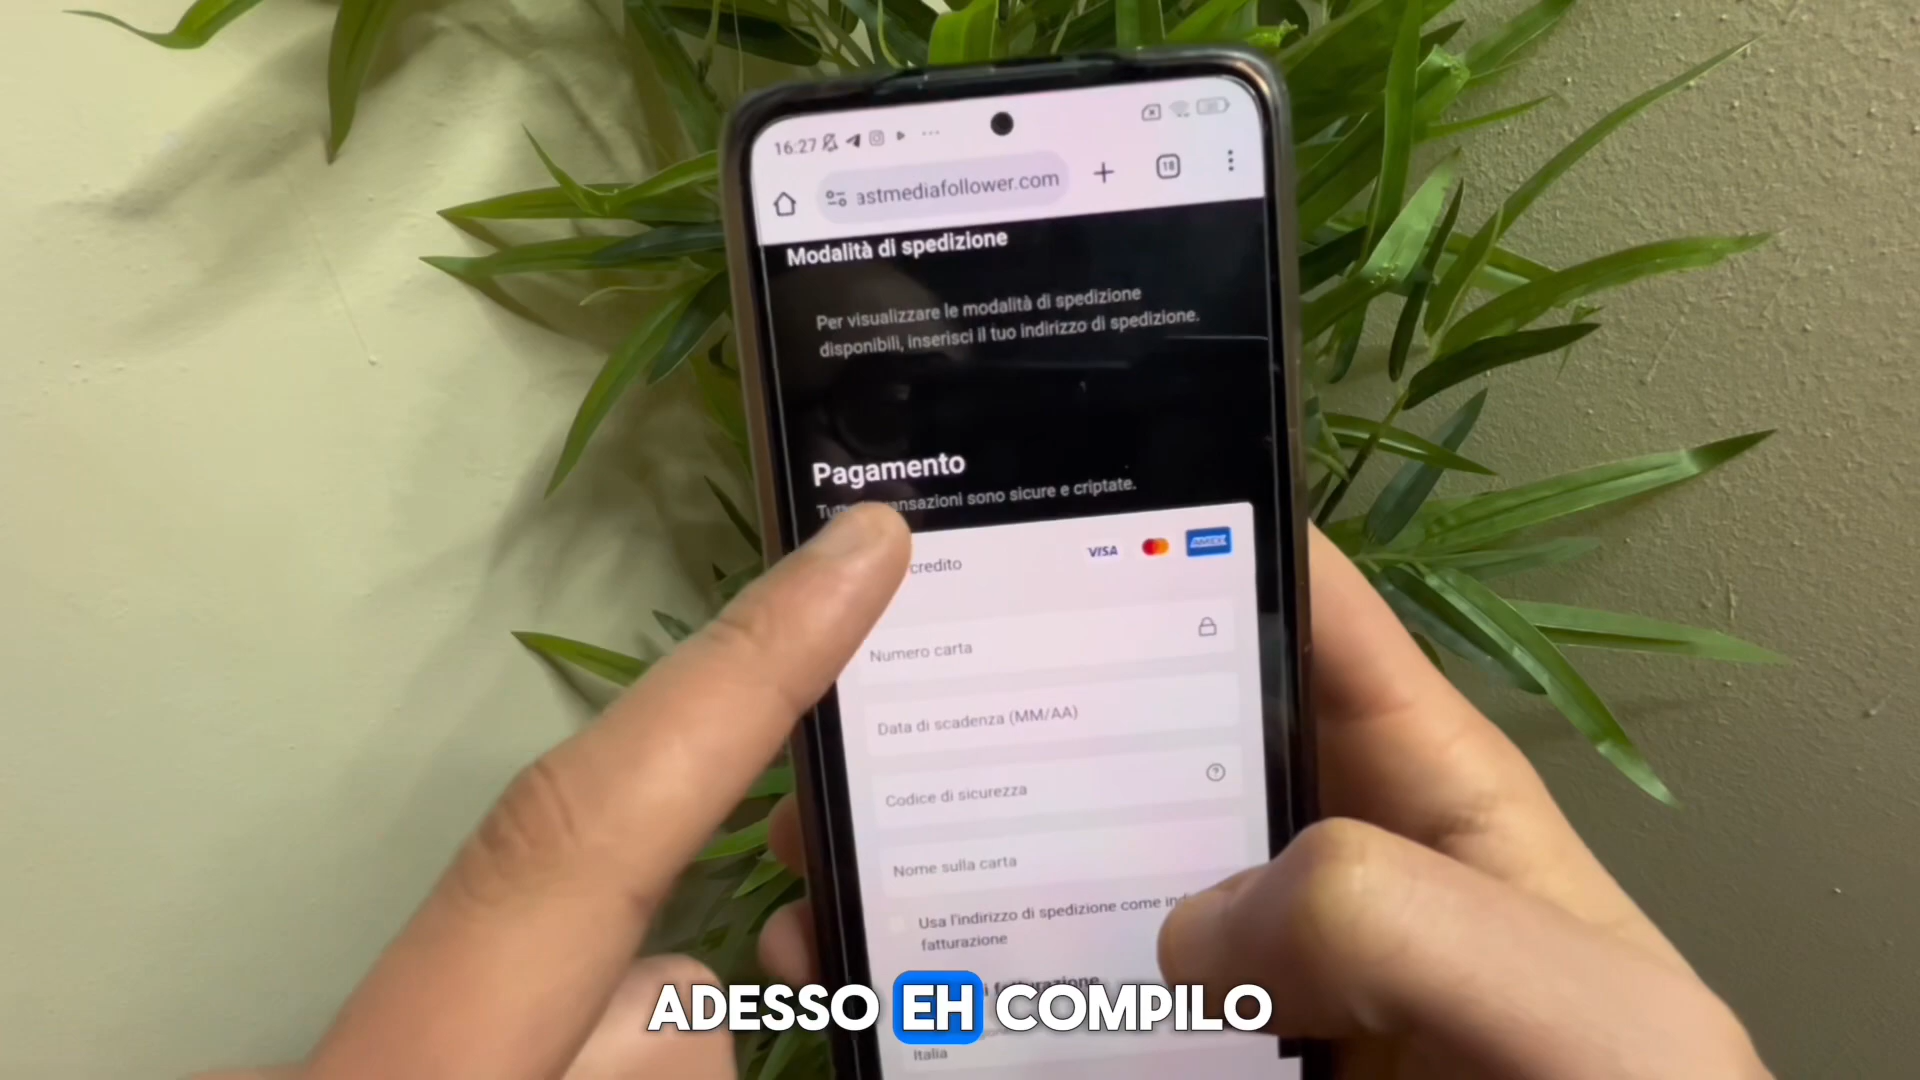 16:27
astmediafollower.com
18
Modalità di spedizione
Per visualizzare le modalità di spedizione
disponibili, inserisci il tuo indirizzo di spedizione.
Pagamento
sono sicure e criptate.
credito
VISA
AMEX
Numero carta
Data di scadenza (MM/AA)
Codice di sicurezza
Nome sulla carta
Usa l'indirizzo di spedizione come
fatturazione
ADESSO EH COMPILO
Italia